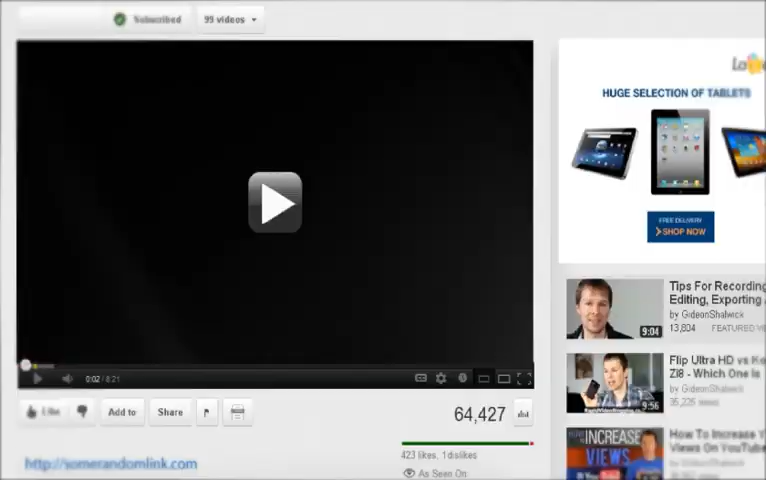 Subscribed
99 videos
HUGE SELECTION OF TABLETS
FREE DELIVERY
SHOP NOW
0:02 / 8:21
Like
Add to
Share
64,427
423 likes, 1 dislikes
As Seen On
http://somerandomlink.com
Tips For Recording
Editing, Exporting
by GideonShalwick
13,804 FEATURED
9:04
Flip Ultra HD vs Ko
Zi8 - Which One Is
by GideonShalwick
views
9:56
How To Increase Y
Views On YouTube
by GideonShalwick
views
INCREASE
VIEWS